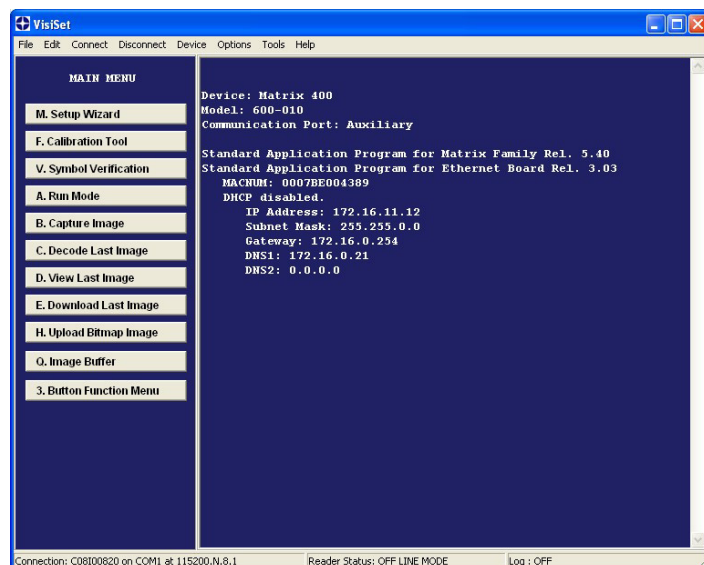 VisiSet
File Edit Connect Disconnect Device Options Tools Help
MAIN MENU
M. Setup Wizard
F. Calibration Tool
V. Symbol Verification
A. Run Mode
B. Capture Image
C. Decode Last Image
D. View Last Image
E. Download Last Image
H. Upload Bitmap Image
Q. Image Buffer
3. Button Function Menu
Device: Matrix 400
Model: 600-010
Communication Port: Auxiliary
Standard Application Program for Matrix Family Rel. 5.40
Standard Application Program for Ethernet Board Rel. 3.03
MACNUM: 0007BE004389
DHCP disabled.
IP Address: 172.16.11.12
Subnet Mask: 255.255.0.0
Gateway: 172.16.0.254
DNS1: 172.16.0.21
DNS2: 0.0.0.0
Connection: C08I00820 on COM1 at 115200,N,8,1 Reader Status: OFF LINE MODE Log : OFF